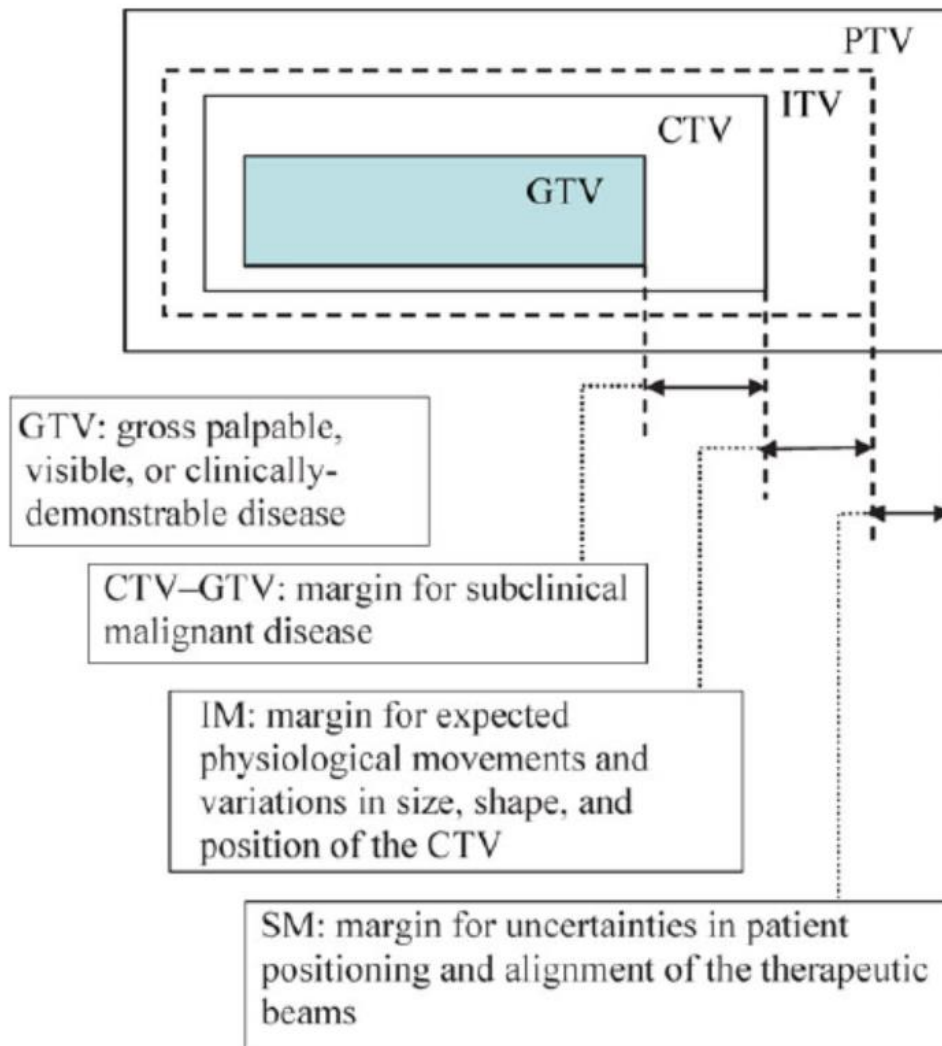 PTV
ITV
CTV
GTV
GTV: gross palpable,
visible, or clinically-
demonstrable disease
CTV–GTV: margin for subclinical
malignant disease
IM: margin for expected
physiological movements and
variations in size, shape, and
position of the CTV
SM: margin for uncertainties in patient
positioning and alignment of the therapeutic
beams